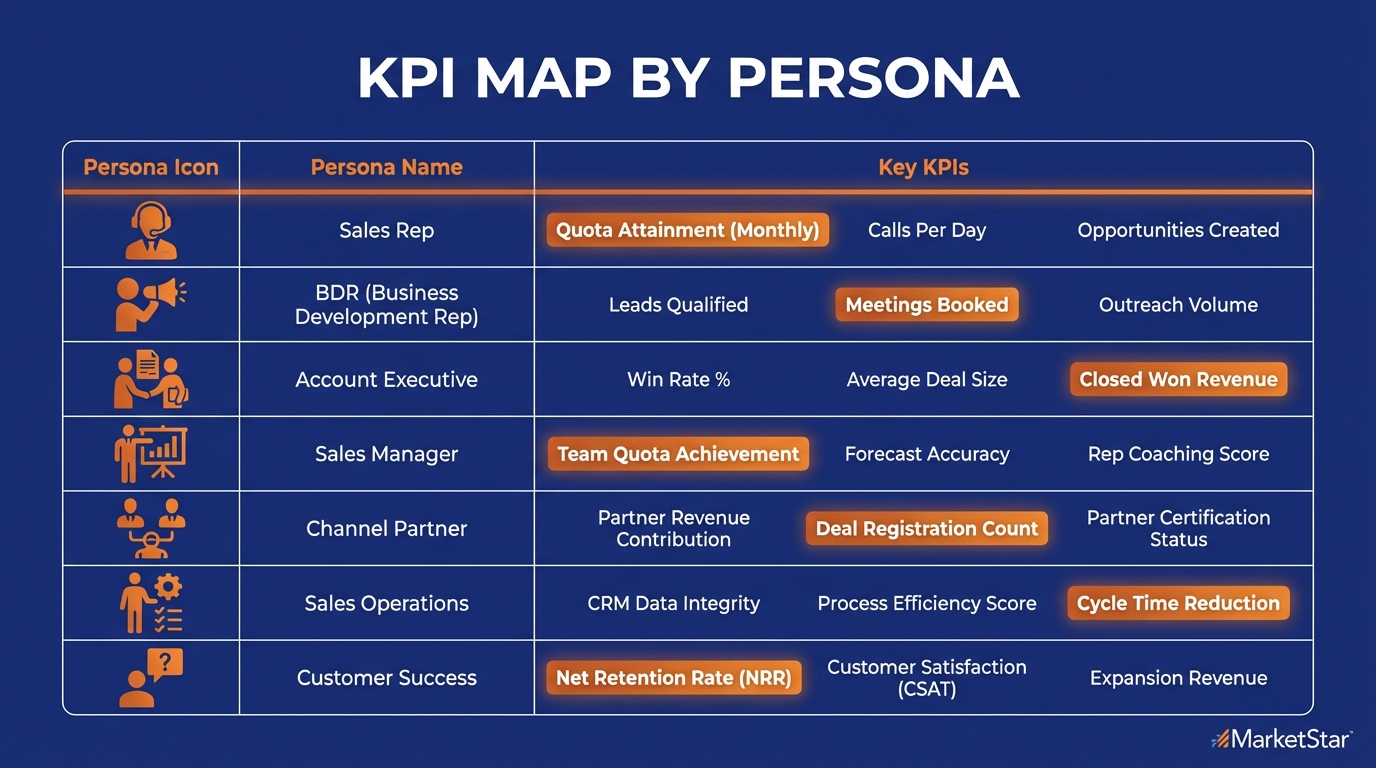 KPI MAP BY PERSONA
Persona Icon
Persona Name
Key KPIs
Sales Rep
Quota Attainment (Monthly)
Calls Per Day
Opportunities Created
BDR (Business
Development Rep)
Leads Qualified
Meetings Booked
Outreach Volume
Account Executive
Win Rate %
Average Deal Size
Closed Won Revenue
Sales Manager
Team Quota Achievement
Forecast Accuracy
Rep Coaching Score
Channel Partner
Partner Revenue
Contribution
Deal Registration Count
Partner Certification
Status
Sales Operations
CRM Data Integrity
Process Efficiency Score
Cycle Time Reduction
?
Customer Success
Net Retention Rate (NRR)
Customer Satisfaction
(CSAT)
Expansion Revenue
MarketStar™